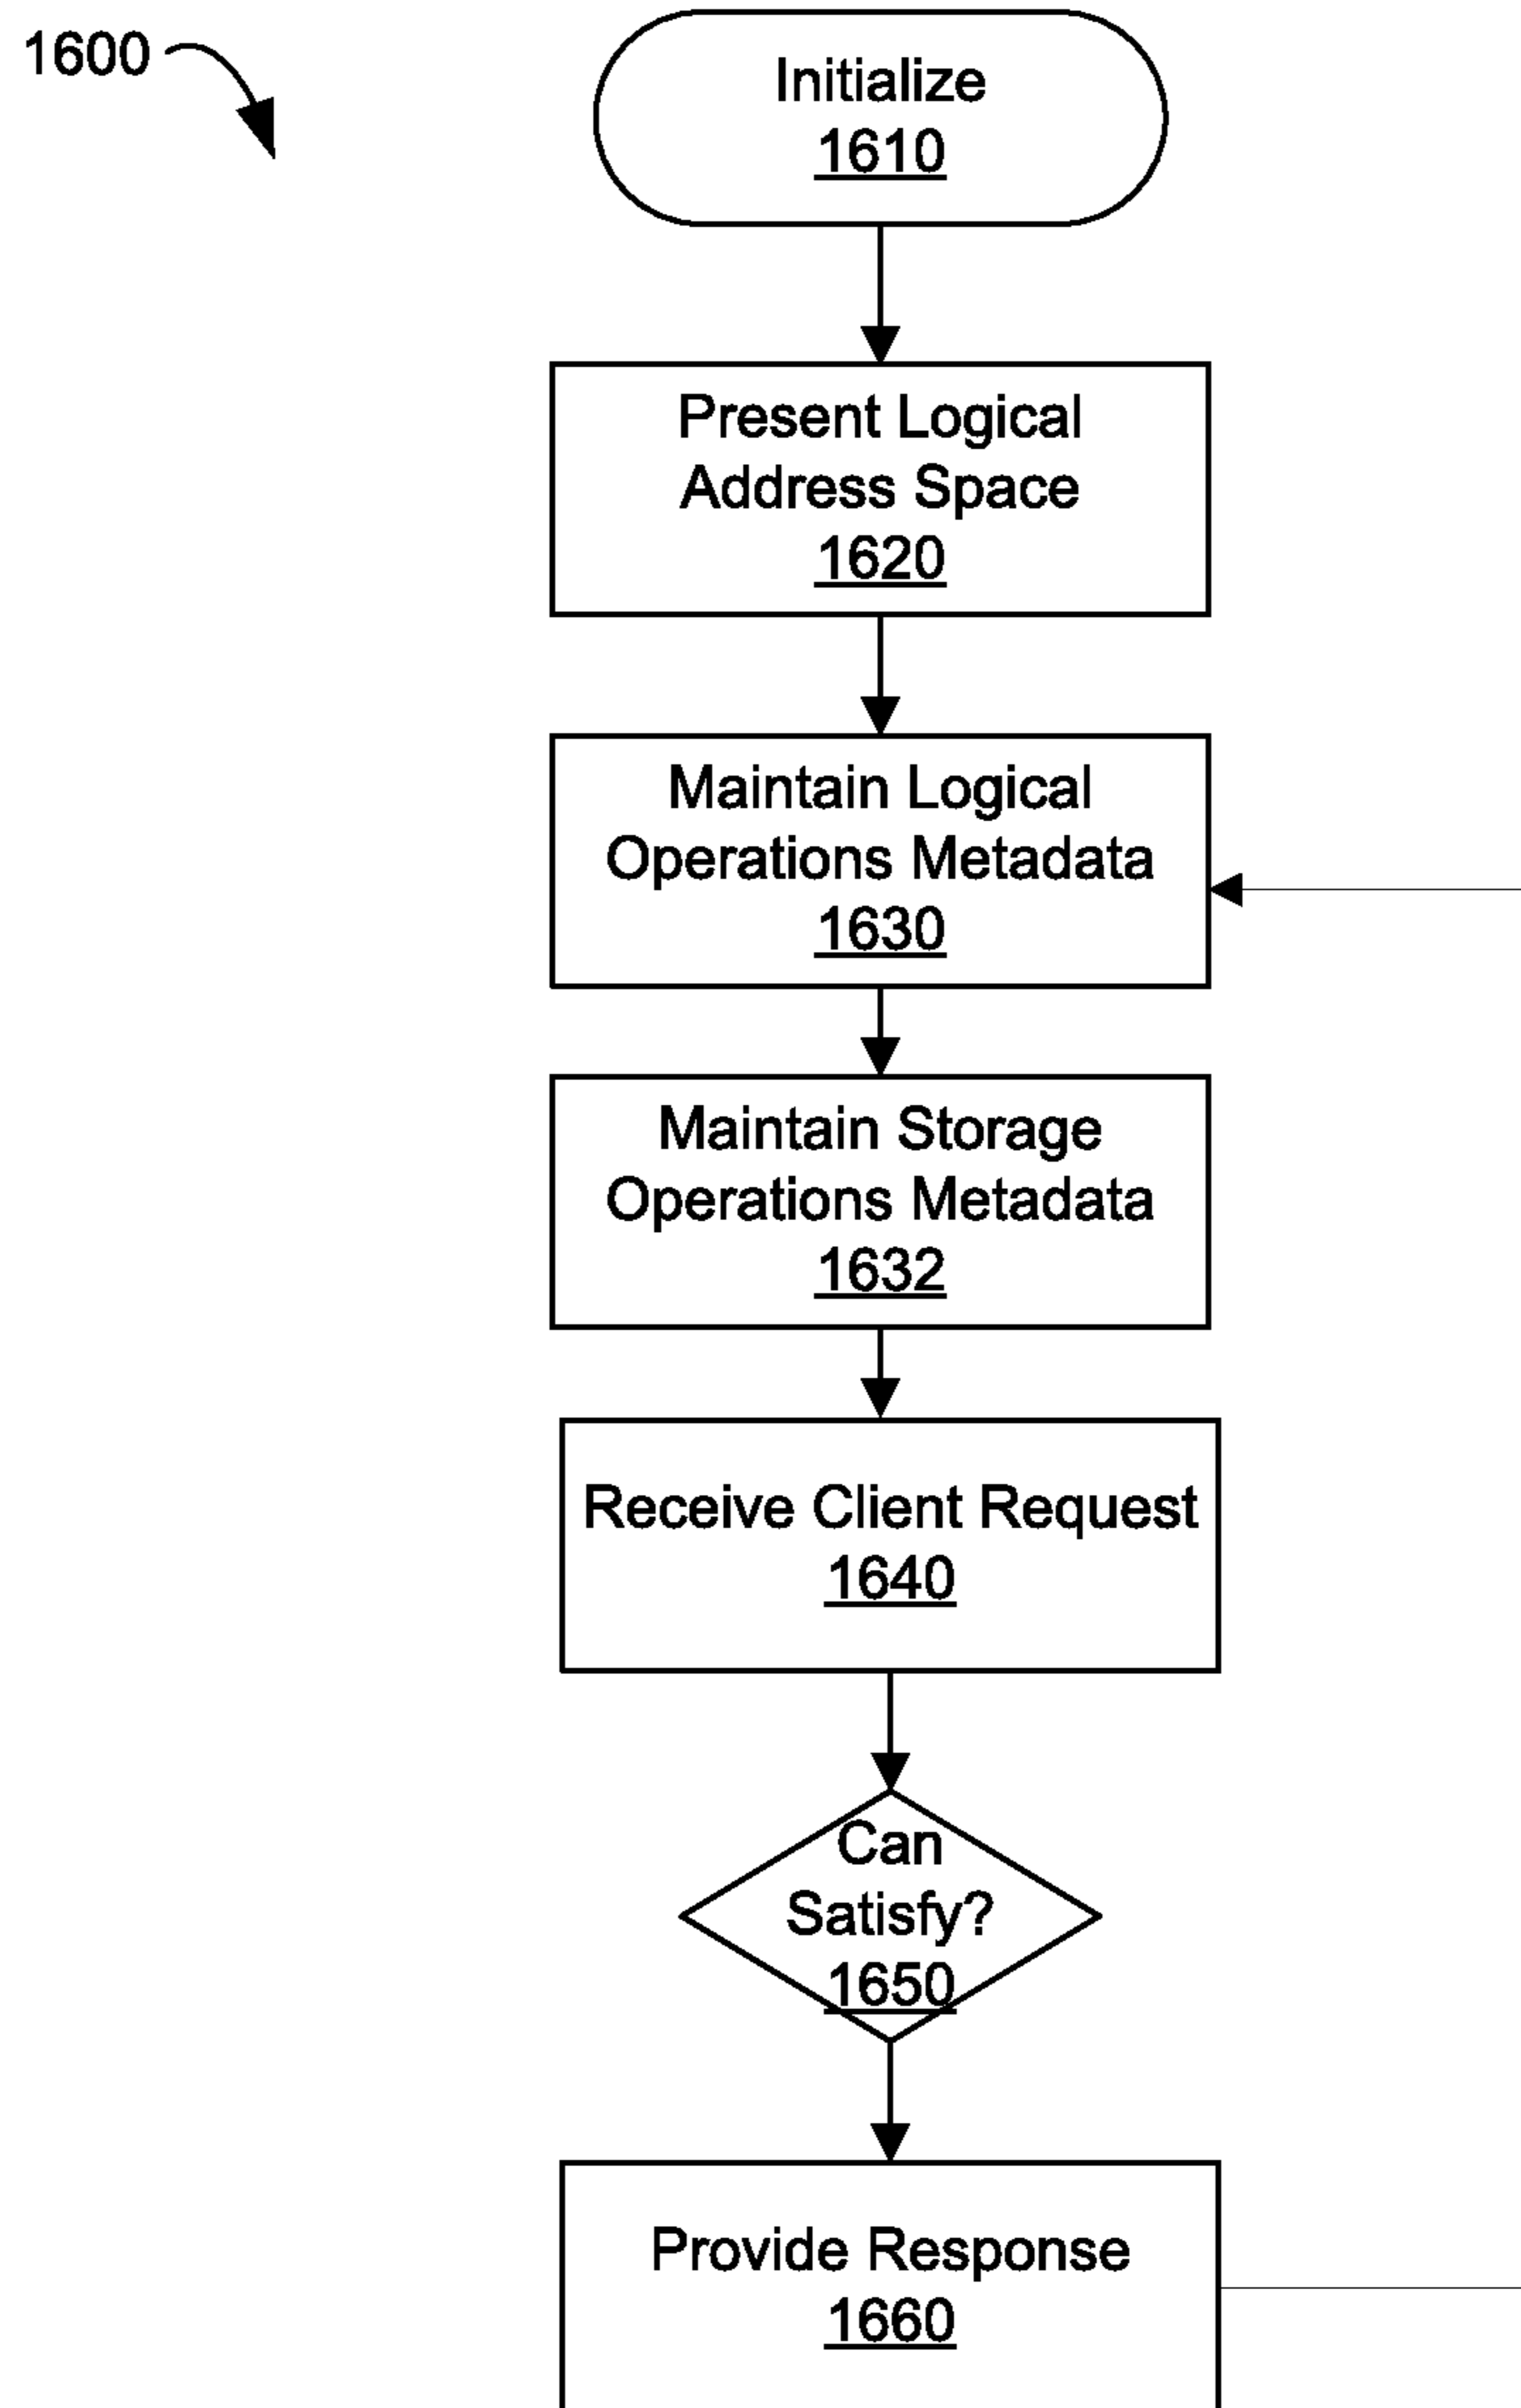 1600
Initialize
1610
Present Logical
Address Space
1620
Maintain Logical
Operations Metadata
1630
Maintain Storage
Operations Metadata
1632
Receive Client Request
1640
Can
Satisfy?
1650
Provide Response
1660